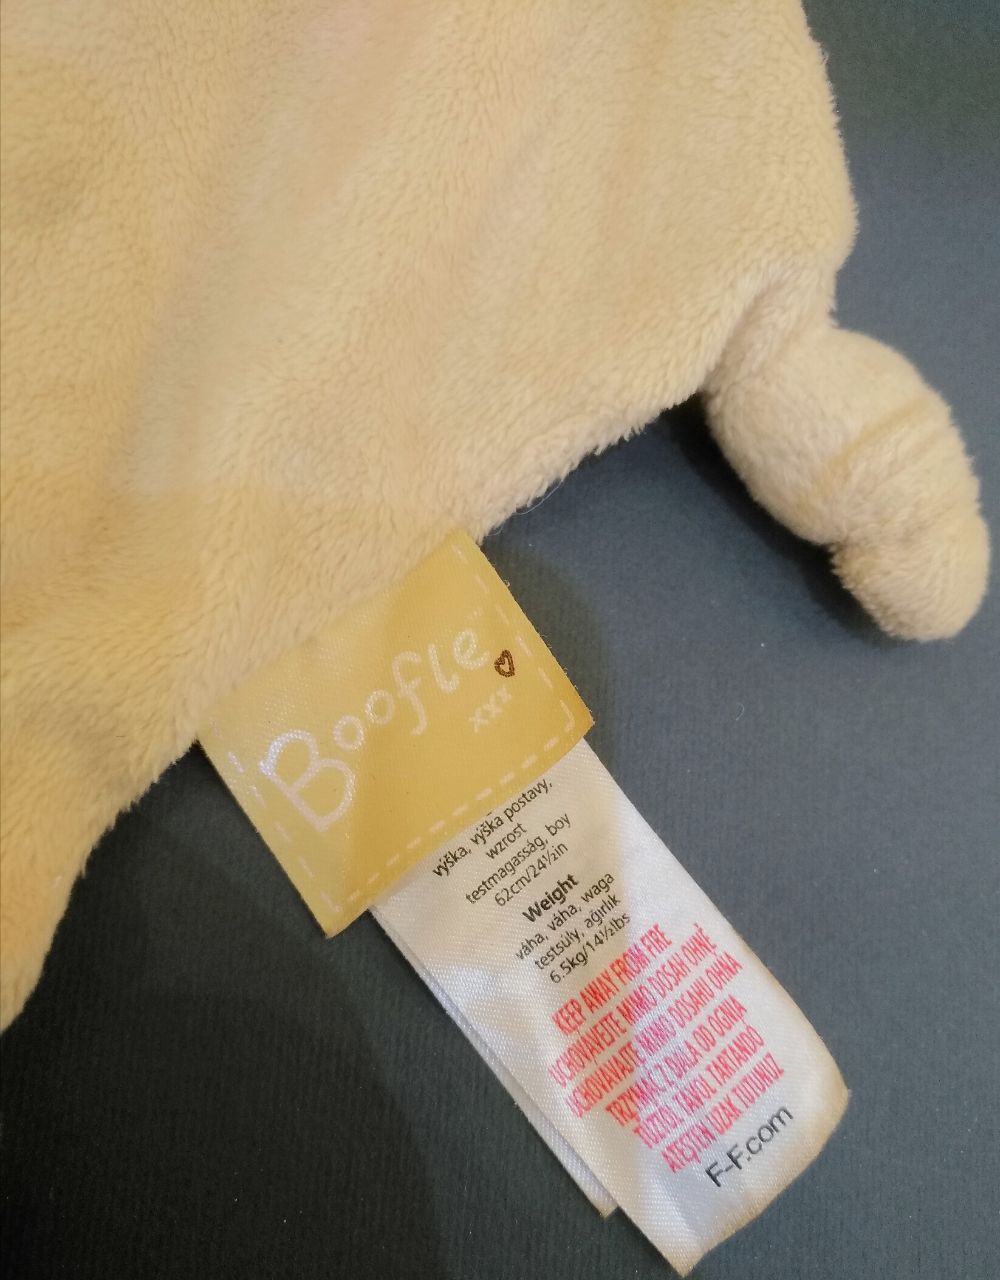 Boofle
xxx
výška, výška postavy,
wzrost
testmagasság, boy
62cm/24½in
Weight
váha, váha, waga
testsúly, ağırlık
6.5kg/14½lbs
KEEP AWAY FROM FIRE
UCHOVÁVEJTE MIMO DOSAH OHNĚ
UCHOVÁVAJTE MIMO DOSAHU OHŇA
TRZYMAĆ Z DALA OD OGNIA
TŰZTŐL TÁVOL TARTANDÓ
ATEŞTEN UZAK TUTUNUZ
F-F.com